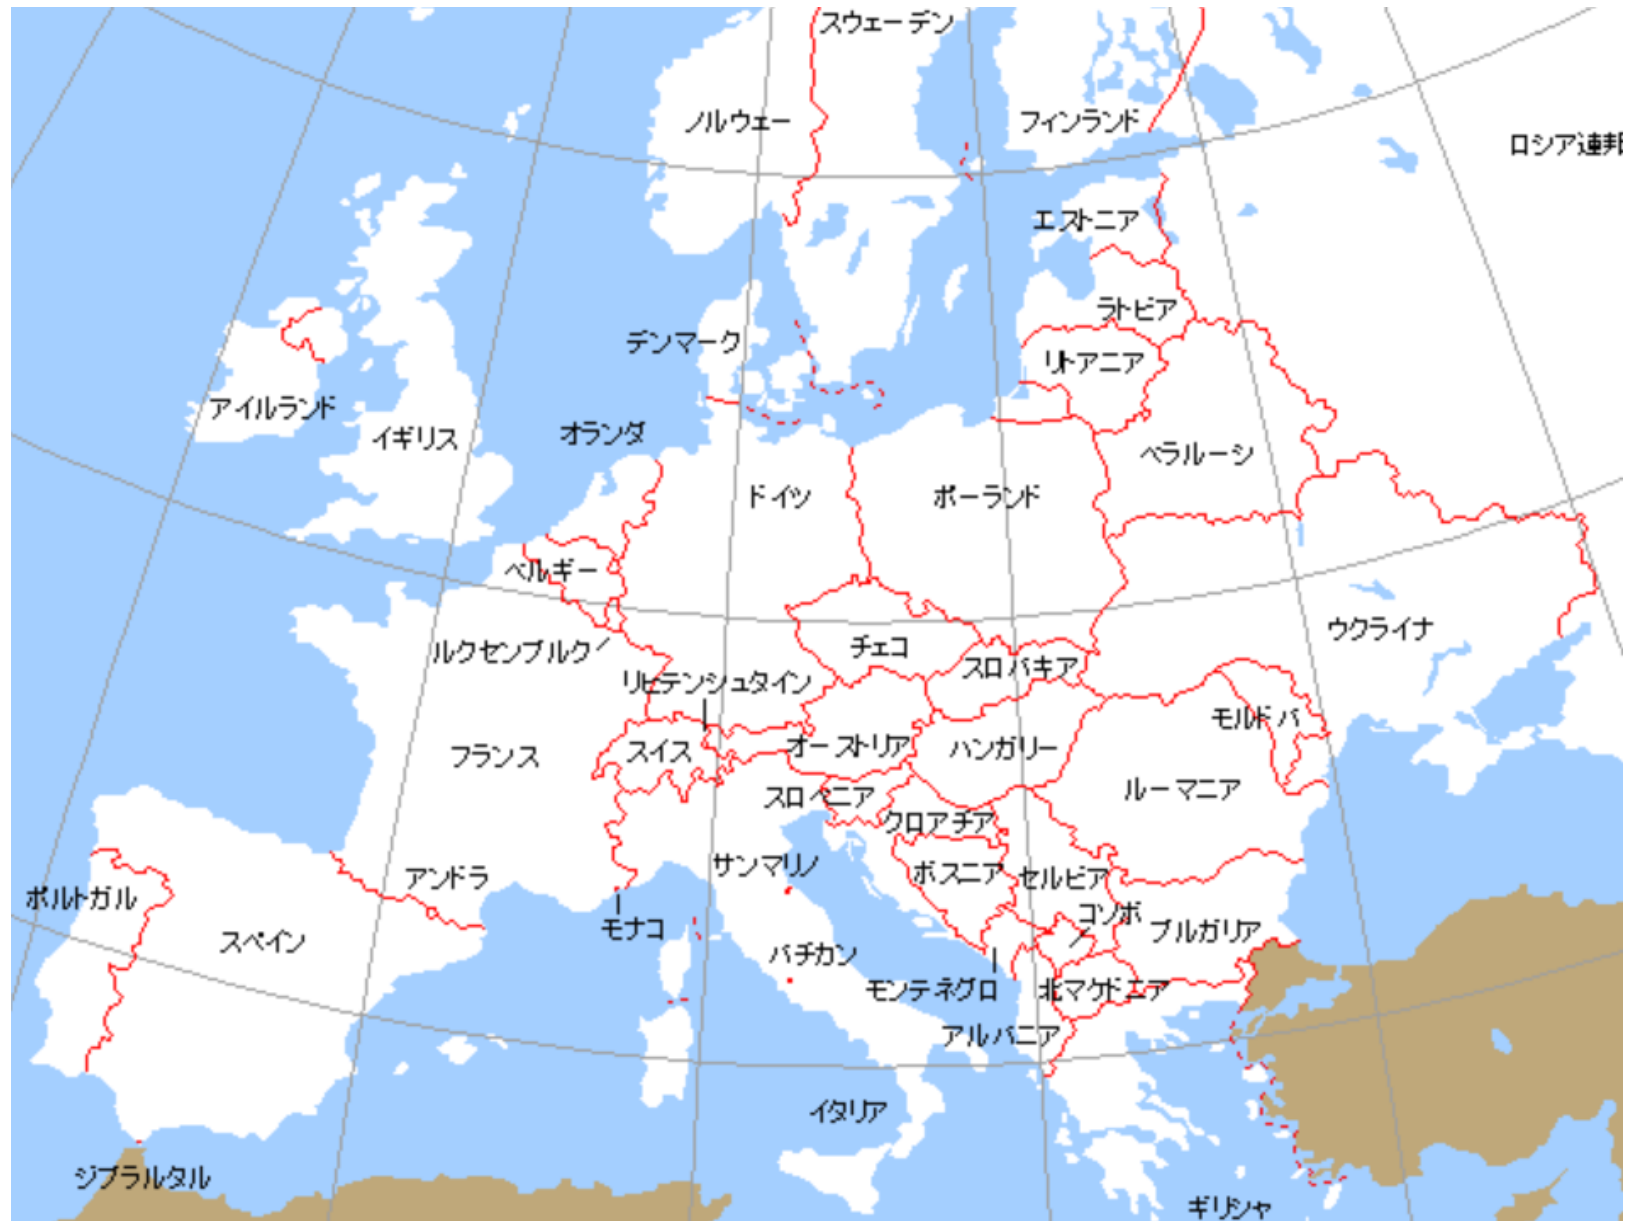 スウェーデン
ノルウェー
フィンランド
ロシア連邦
エストニア
ラトビア
デンマーク
リトアニア
アイルランド
イギリス
オランダ
ベラルーシ
ドイツ
ポーランド
ベルギー
ウクライナ
ルクセンブルク
チェコ
スロバキア
リヒテンシュタイン
モルドバ
フランス
スイス
オーストリア
ハンガリー
スロベニア
ルーマニア
クロアチア
サンマリノ
アンドラ
ボスニア
セルビア
ポルトガル
コソボ
モナコ
スペイン
ブルガリア
バチカン
モンテネグロ
北マケドニア
アルバニア
イタリア
ジブラルタル
ギリシャ